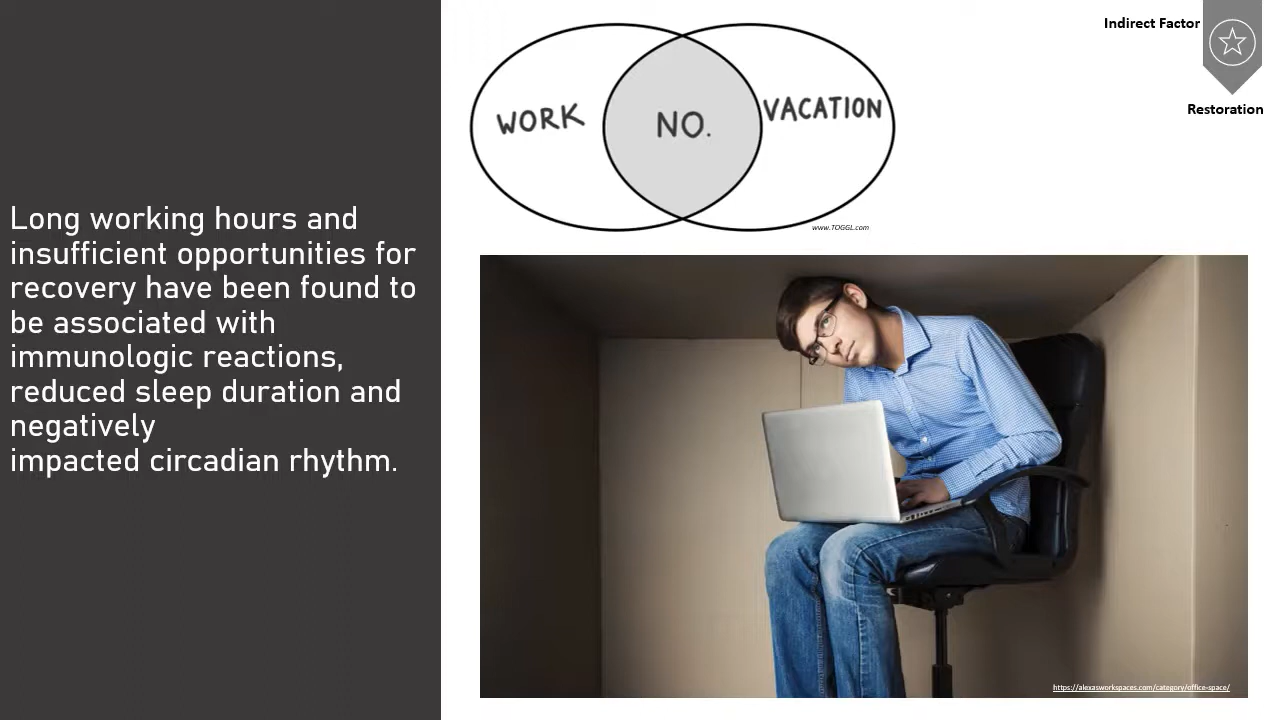 Long working hours and
insufficient opportunities for
recovery have been found to
be associated with
immunologic reactions,
reduced sleep duration and
negatively
impacted circadian rhythm.
WORK
NO.
VACATION
www.TOGGL.com
Indirect Factor
Restoration
https://alexasworkspaces.com/category/office-space/